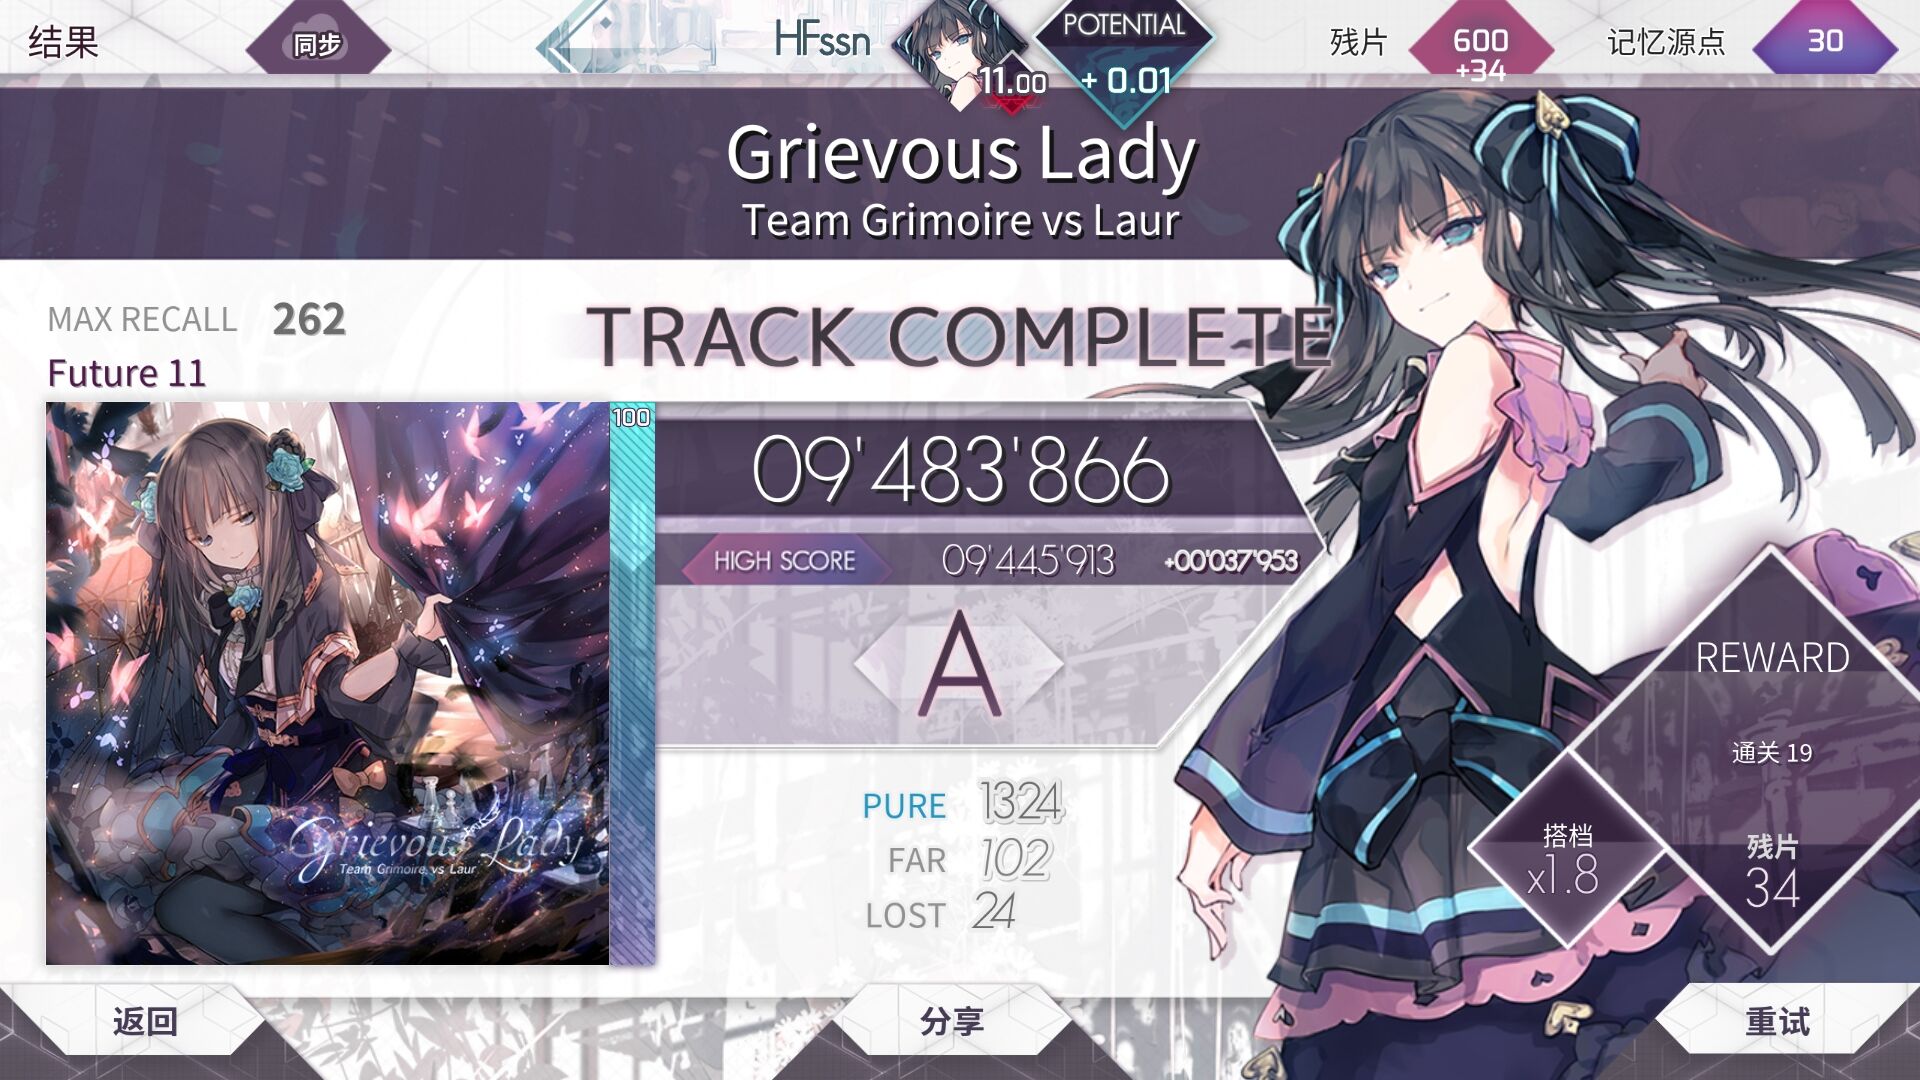 结果
同步
HFssn
11.00
POTENTIAL
+ 0.01
残片
600
+34
记忆源点
30
Grievous Lady
Team Grimoire vs Laur
MAX RECALL 262
Future 11
TRACK COMPLETE
100
09'483'866
HIGH SCORE 09'445'913 +00'037'953
A
PURE 1324
FAR 102
LOST 24
Grievous Lady
Team Grimoire vs Laur
REWARD
通关 19
搭档
x1.8
残片
34
返回
分享
重试